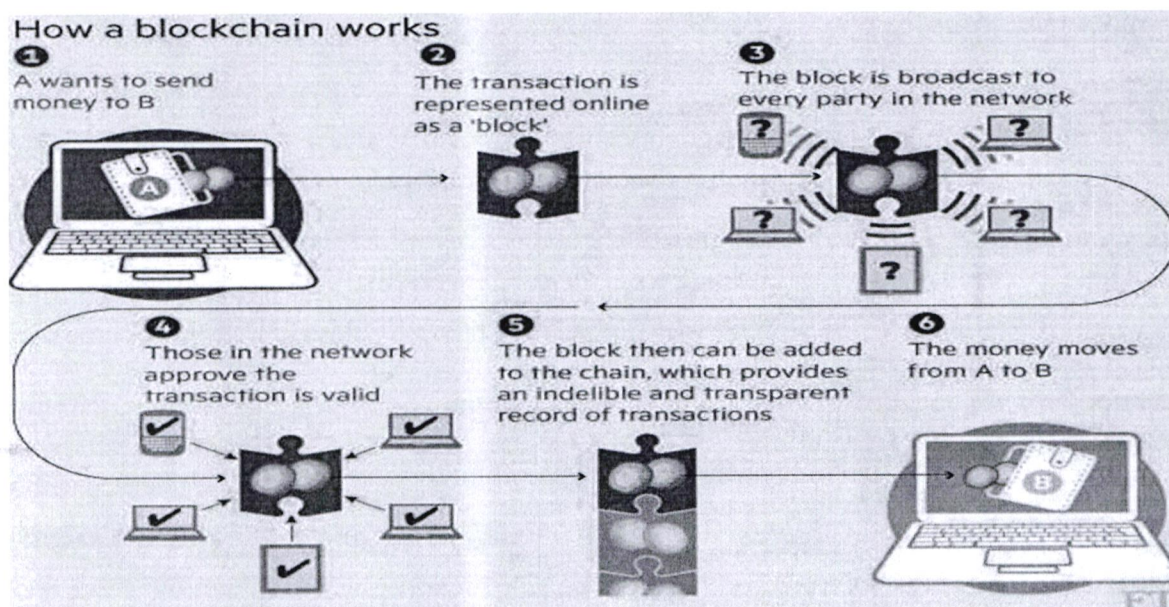 How a blockchain works
1
A wants to send
money to B
2
The transaction is
represented online
as a 'block'
3
The block is broadcast to
every party in the network
A
?
?
?
?
?
4
Those in the network
approve the
transaction is valid
5
The block then can be added
to the chain, which provides
an indelible and transparent
record of transactions
6
The money moves
from A to B
B
FT